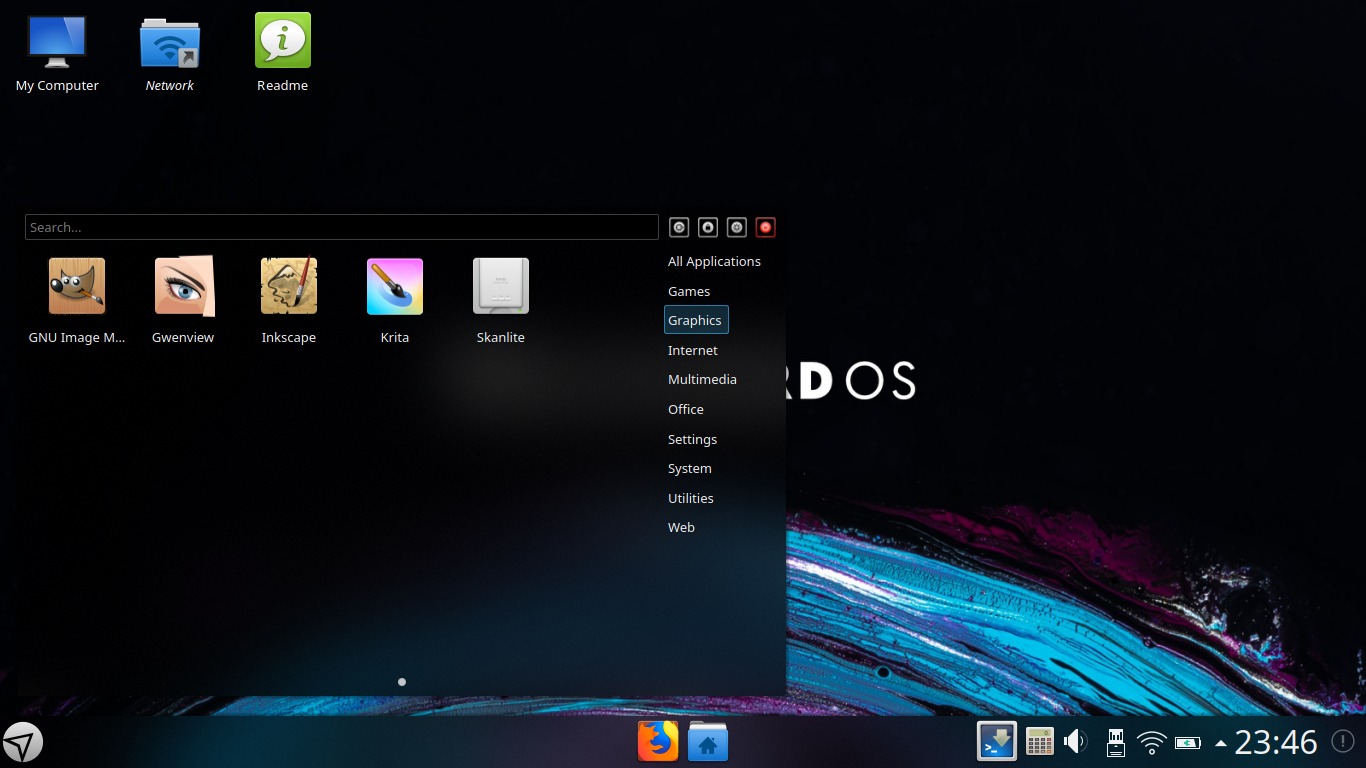 My Computer
Network
Readme
Search...
All Applications
Games
Graphics
Internet
Multimedia
Office
Settings
System
Utilities
Web
GNU Image M...
Gwenview
Inkscape
Krita
Skanlite
RD OS
23:46